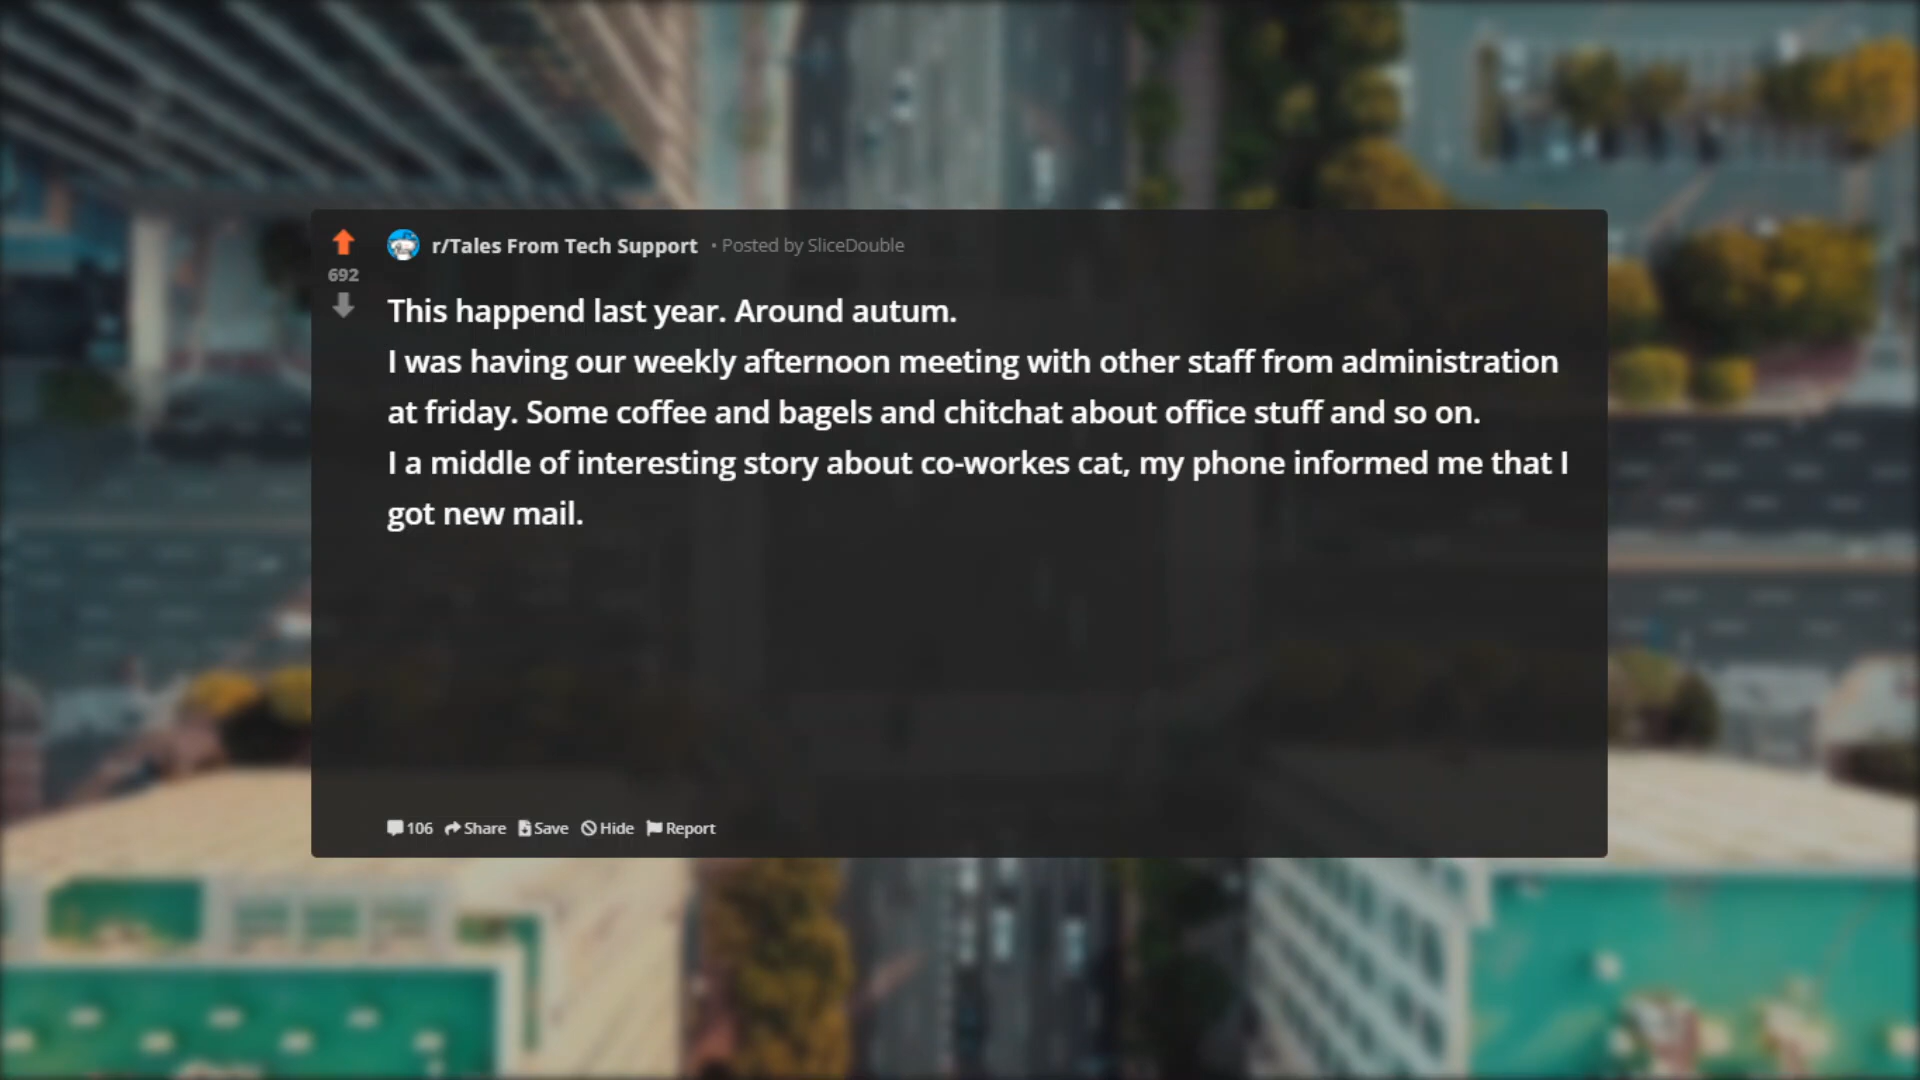 r/Tales From Tech Support • Posted by SliceDouble
692
This happend last year. Around autum.
I was having our weekly afternoon meeting with other staff from administration
at friday. Some coffee and bagels and chitchat about office stuff and so on.
I a middle of interesting story about co-workes cat, my phone informed me that I
got new mail.
106 Share Save Hide Report